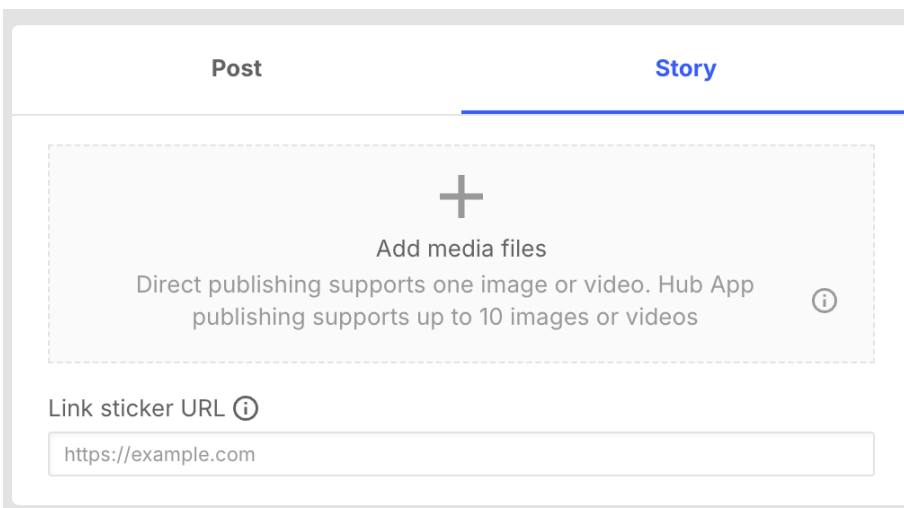 Post
Story
Add media files
Direct publishing supports one image or video. Hub App
publishing supports up to 10 images or videos
Link sticker URL
https://example.com